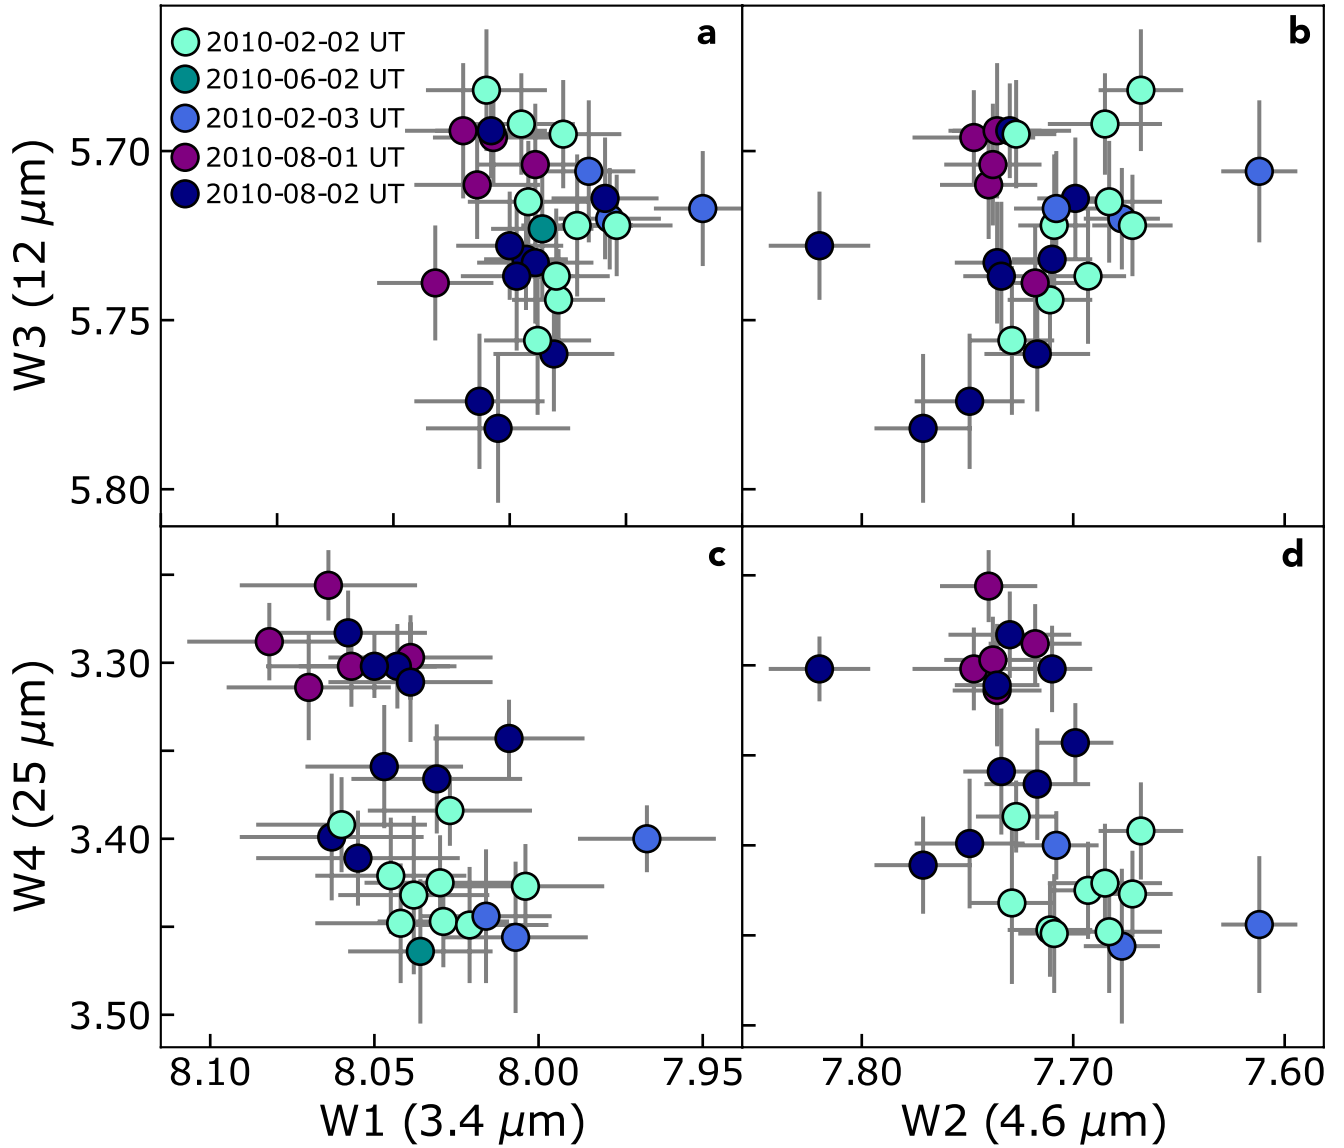 a
b
2010-02-02 UT
2010-06-02 UT
2010-02-03 UT
2010-08-01 UT
2010-08-02 UT
W3 (12 μm)
5.70
5.75
5.80
c
d
W4 (25 μm)
3.30
3.40
3.50
8.10 8.05 8.00 7.95 7.80 7.70 7.60
W1 (3.4 μm) W2 (4.6 μm)